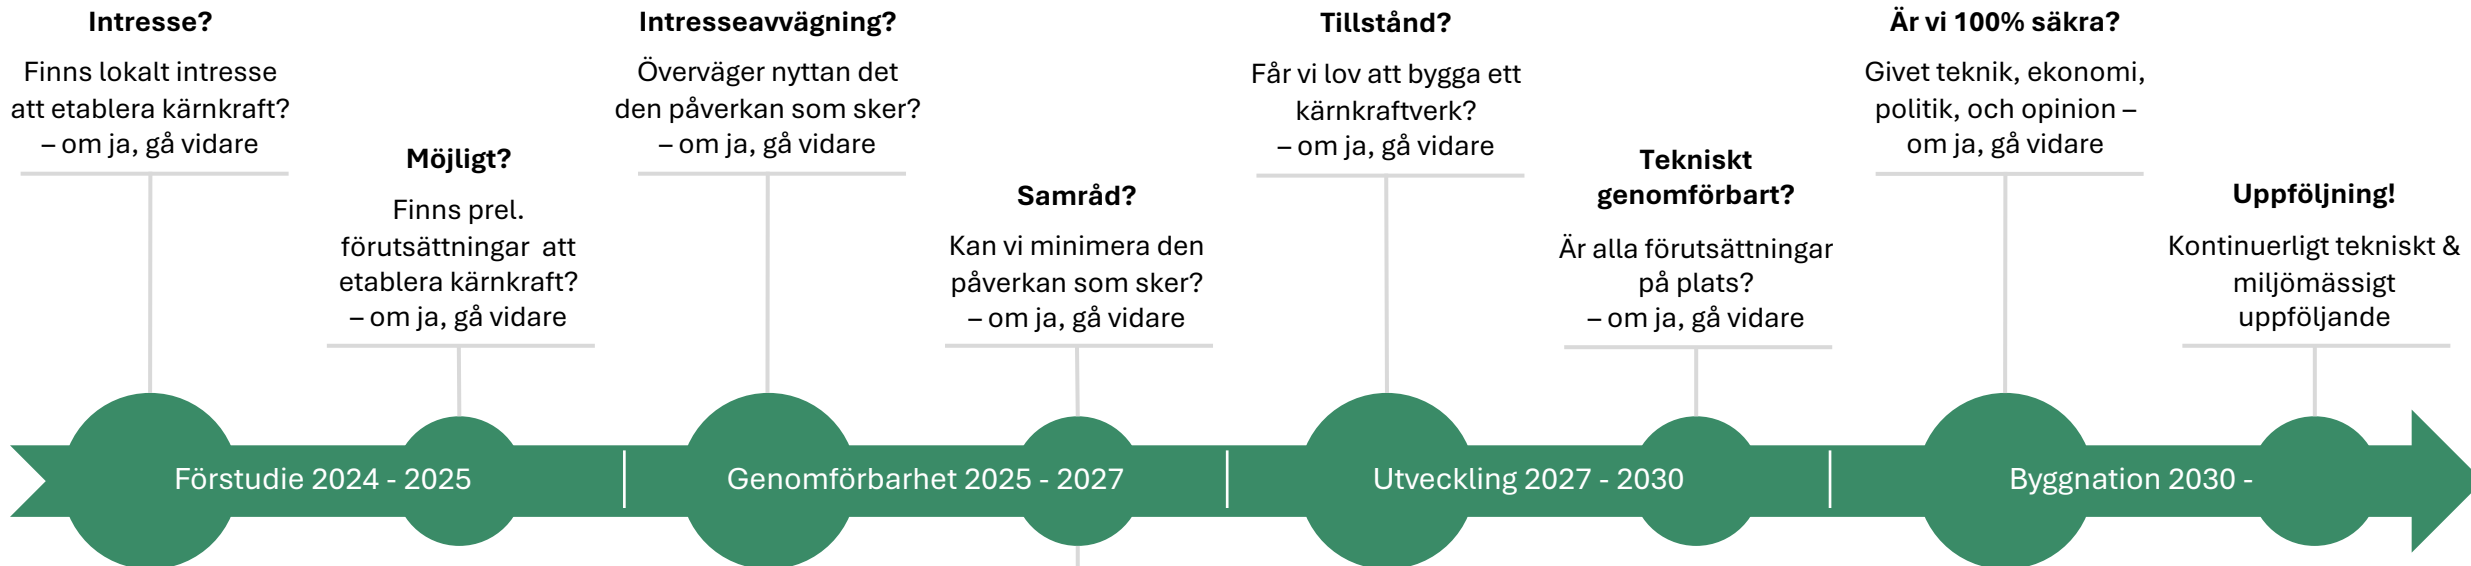 Intresse?
Finns lokalt intresse
att etablera kärnkraft?
– om ja, gå vidare
Möjligt?
Finns prel.
förutsättningar att
etablera kärnkraft?
– om ja, gå vidare
Intresseavvägning?
Överväger nyttan det
den påverkan som sker?
– om ja, gå vidare
Samråd?
Kan vi minimera den
påverkan som sker?
– om ja, gå vidare
Tillstånd?
Får vi lov att bygga ett
kärnkraftverk?
– om ja, gå vidare
Tekniskt
genomförbart?
Är alla förutsättningar
på plats?
– om ja, gå vidare
Är vi 100% säkra?
Givet teknik, ekonomi,
politik, och opinion –
om ja, gå vidare
Uppföljning!
Kontinuerligt tekniskt &
miljömässigt
uppföljande
Förstudie 2024 - 2025
Genomförbarhet 2025 - 2027
Utveckling 2027 - 2030
Byggnation 2030 -